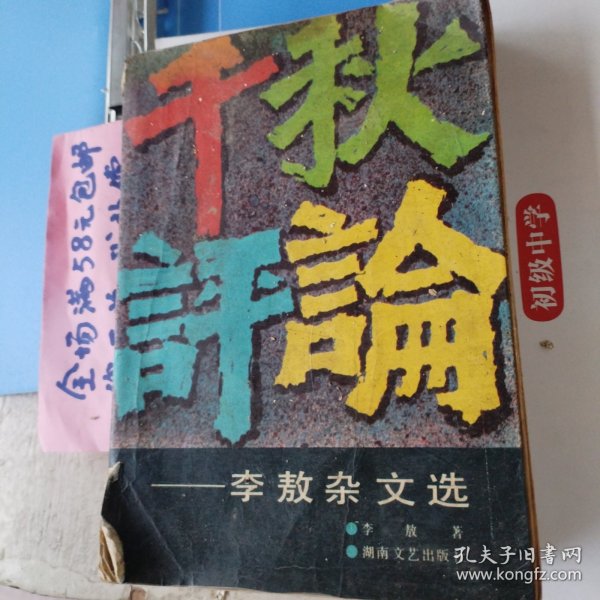 千秋
評論
——李敖杂文选
李敖 著
湖南文艺出版
全场满58元包邮
初级中学
孔夫子旧书网
www.kongfz.com